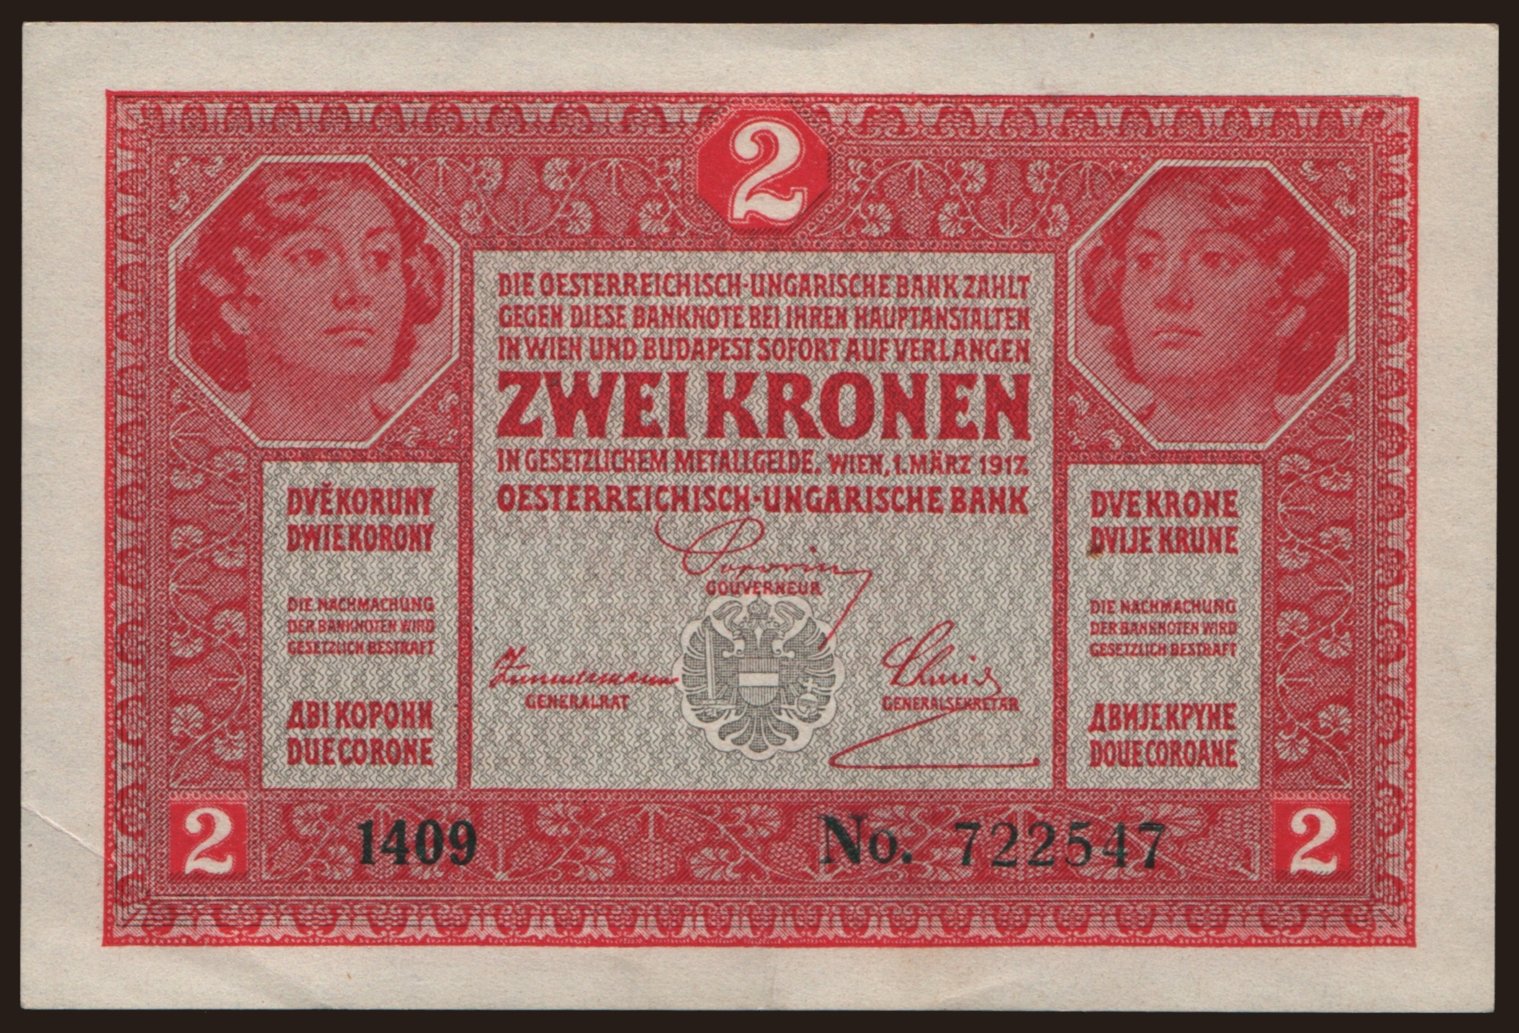 2
DIE OESTERREICHISCH-UNGARISCHE BANK ZAHLT
GEGEN DIESE BANKNOTE BEI IHREN HAUPTANSTALTEN
IN WIEN UND BUDAPEST SOFORT AUF VERLANGEN
ZWEI KRONEN
IN GESETZLICHEM METALLGELDE. WIEN, 1. MÄRZ 1917.
OESTERREICHISCH-UNGARISCHE BANK
Popovics
GOUVERNEUR
GENERALRAT
GENERALSEKRETÄR
DVĚ KORUNY
DWIE KORONY
DIE NACHMACHUNG
DER BANKNOTEN WIRD
GESETZLICH BESTRAFT
ДВІ КОРОНИ
DUE CORONE
DVE KRONE
DVIJE KRUNE
DIE NACHMACHUNG
DER BANKNOTEN WIRD
GESETZLICH BESTRAFT
ДВИЈЕ КРУНЕ
DOUE COROANE
2
1409
No. 722547
2